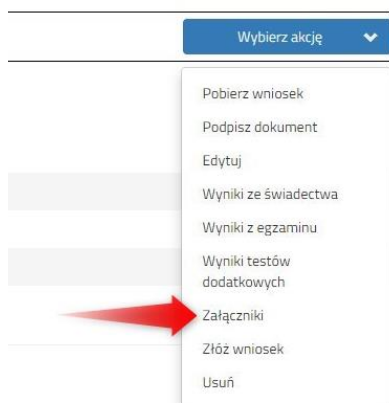 Wybierz akcję
Pobierz wniosek
Podpisz dokument
Edytuj
Wyniki ze świadectwa
Wyniki z egzaminu
Wyniki testów
dodatkowych
Załączniki
Złóż wniosek
Usuń